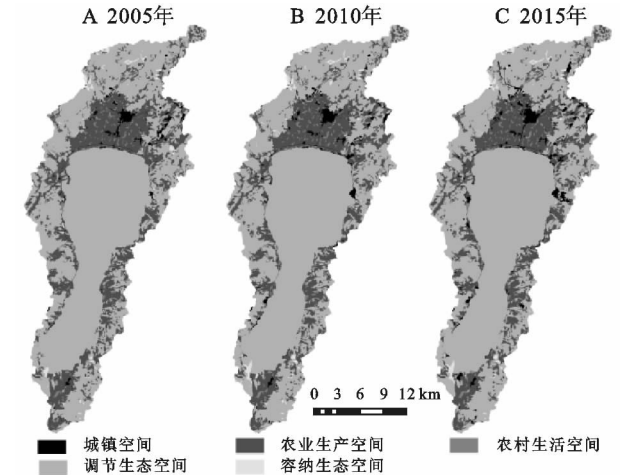 A 2005年 B 2010年 C 2015年
0 3 6 9 12 km
城镇空间 农业生产空间 农村生活空间
调节生态空间 容纳生态空间